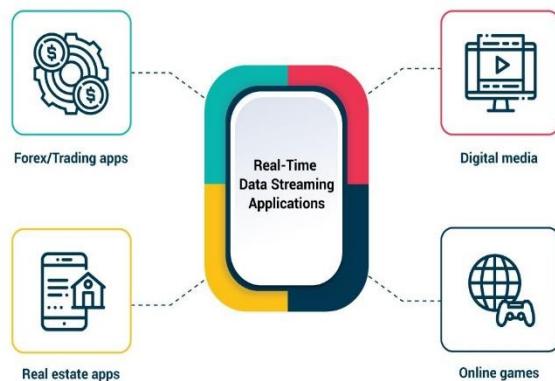 $
$
Forex/Trading apps
Digital media
Real-Time
Data Streaming
Applications
Real estate apps
Online games